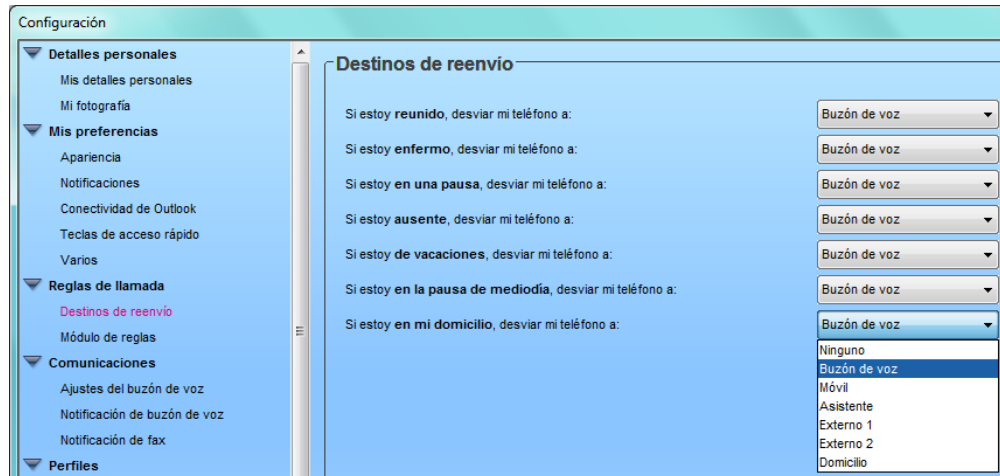 Configuración
Detalles personales
Mis detalles personales
Mi fotografía
Mis preferencias
Apariencia
Notificaciones
Conectividad de Outlook
Teclas de acceso rápido
Varios
Reglas de llamada
Destinos de reenvío
Módulo de reglas
Comunicaciones
Ajustes del buzón de voz
Notificación de buzón de voz
Notificación de fax
Perfiles
Destinos de reenvío
Si estoy reunido, desviar mi teléfono a: Buzón de voz
Si estoy enfermo, desviar mi teléfono a: Buzón de voz
Si estoy en una pausa, desviar mi teléfono a: Buzón de voz
Si estoy ausente, desviar mi teléfono a: Buzón de voz
Si estoy de vacaciones, desviar mi teléfono a: Buzón de voz
Si estoy en la pausa de mediodía, desviar mi teléfono a: Buzón de voz
Si estoy en mi domicilio, desviar mi teléfono a: Buzón de voz
Ninguno
Buzón de voz
Móvil
Asistente
Externo 1
Externo 2
Domicilio